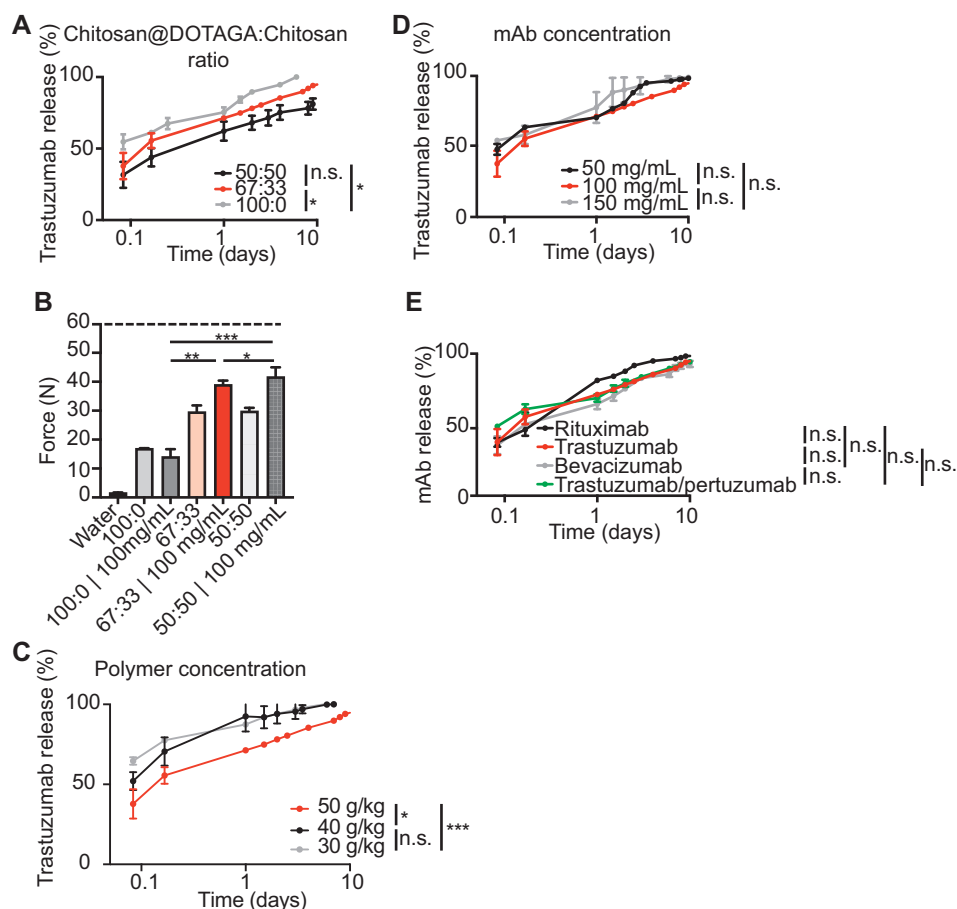 A
Chitosan@DOTAGA:Chitosan
ratio
Trastuzumab release (%)
100
50
0
50:50
67:33
100:0
n.s.
*
*
0.1
1
10
Time (days)
B
Force (N)
60
50
40
30
20
10
0
***
**
*
Water
100:0
100:0 | 100mg/mL
67:33
67:33 | 100 mg/mL
50:50
50:50 | 100 mg/mL
C
Polymer concentration
Trastuzumab release (%)
100
50
0
50 g/kg
40 g/kg
30 g/kg
*
n.s.
***
0.1
1
10
Time (days)
D
mAb concentration
Trastuzumab release (%)
100
50
0
50 mg/mL
100 mg/mL
150 mg/mL
n.s.
n.s.
n.s.
0.1
1
10
Time (days)
E
mAb release (%)
100
50
0
Rituximab
Trastuzumab
Bevacizumab
Trastuzumab/pertuzumab
n.s.
n.s.
n.s.
n.s.
n.s.
n.s.
0.1
1
10
Time (days)